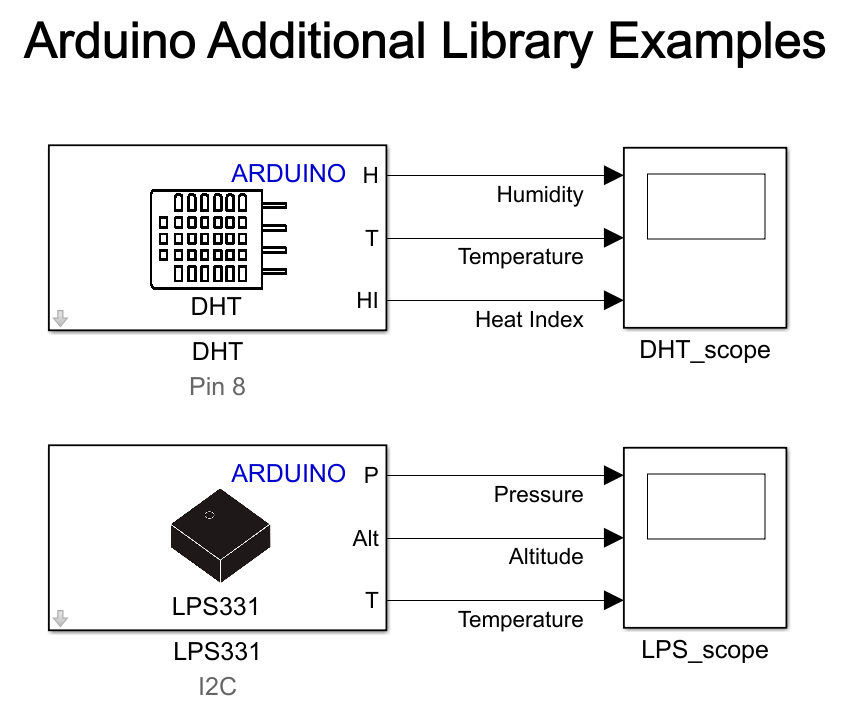 Arduino Additional Library Examples
ARDUINO H
Humidity
T
Temperature
DHT
HI
Heat Index
DHT
Pin 8
DHT_scope
ARDUINO P
Pressure
Alt
Altitude
LPS331
T
Temperature
LPS331
I2C
LPS_scope